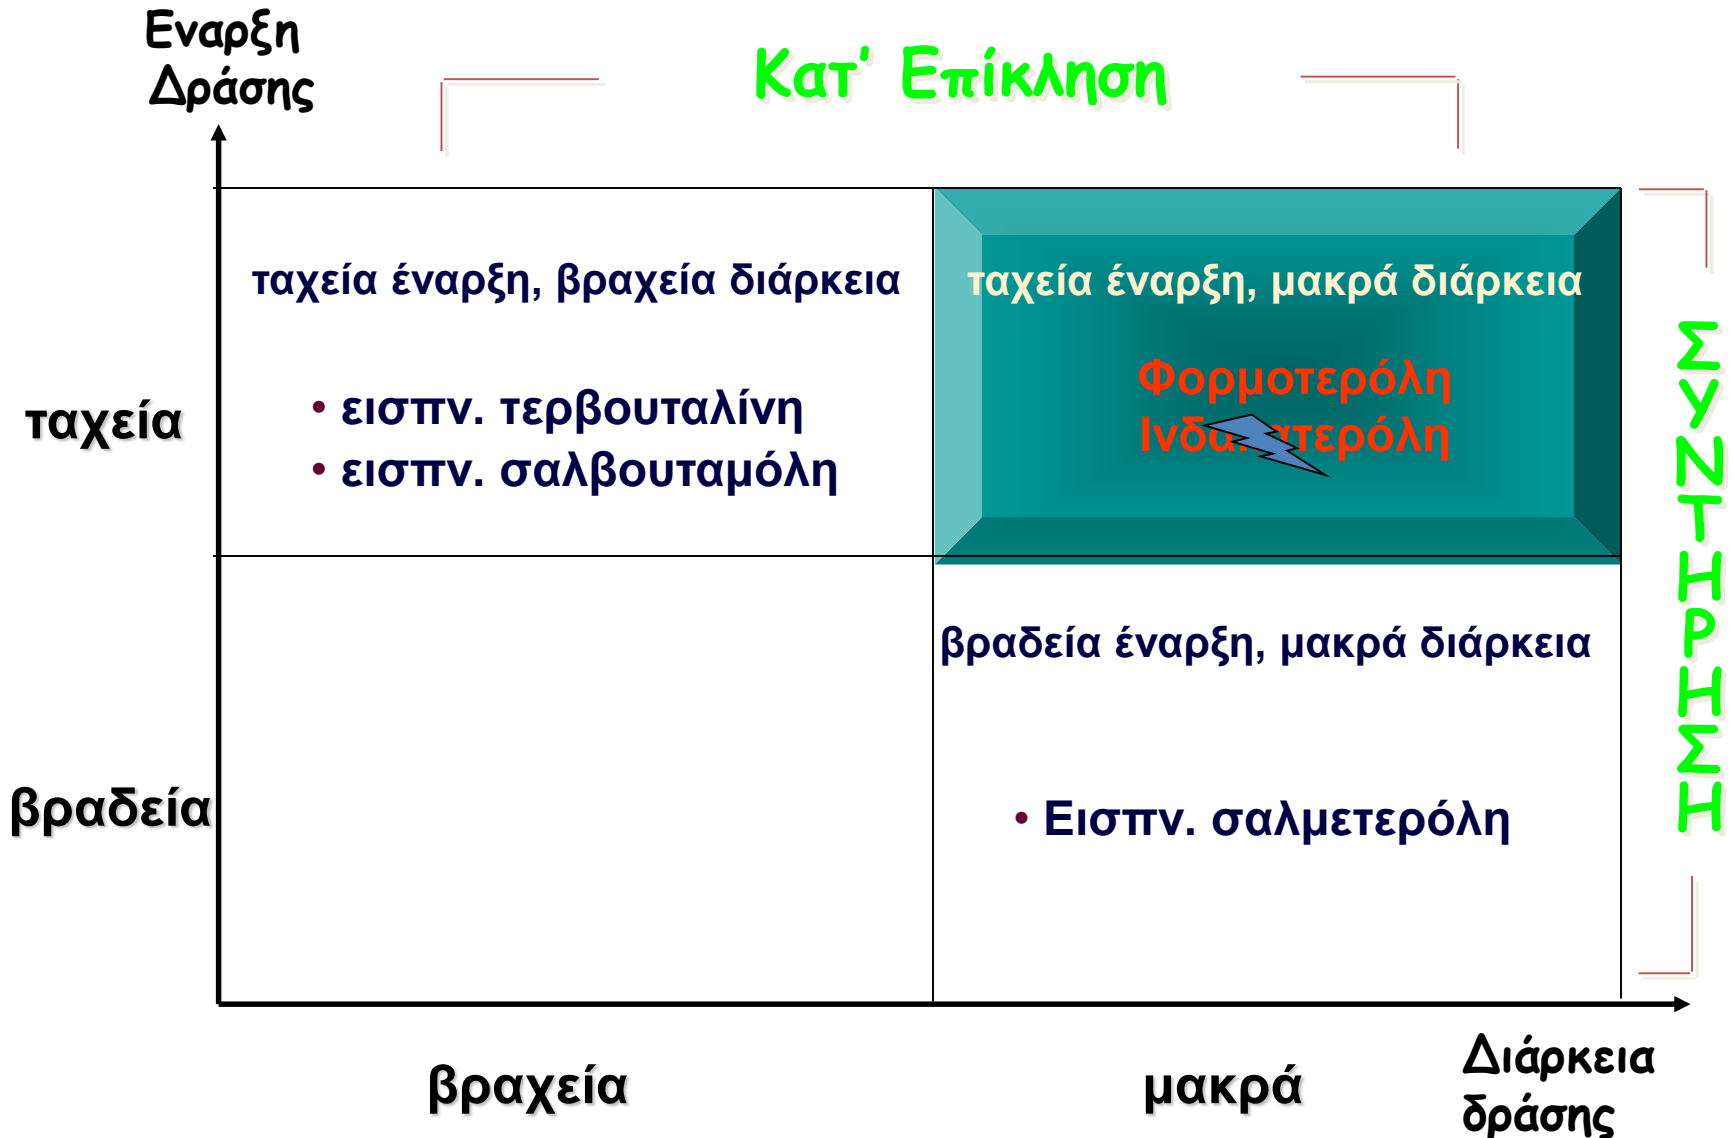 Εναρξη
Δράσης
Κατ' Επίκληση
ταχεία έναρξη, βραχεία διάρκεια
ταχεία έναρξη, μακρά διάρκεια
ταχεία
• εισπν. τερβουταλίνη
• εισπν. σαλβουταμόλη
Φορμοτερόλη
ΣΥΝΤΗΡΗΣΗ
βραδεία έναρξη, μακρά διάρκεια
βραδεία
• Εισπν. σαλμετερόλη
βραχεία
μακρά
Διάρκεια
δράσης